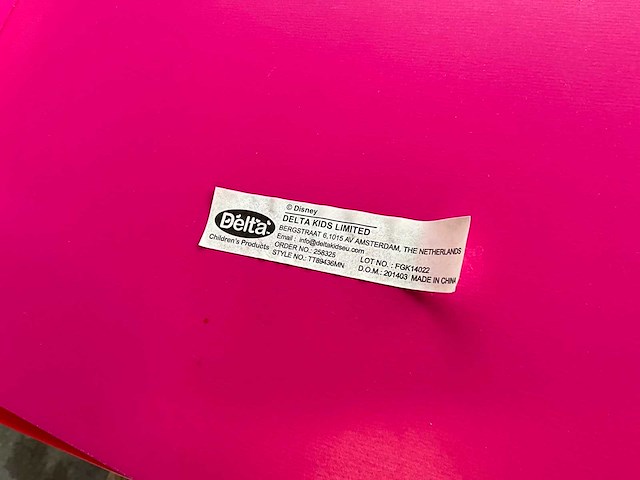 © Disney
Delta
Children's Products
DELTA KIDS LIMITED
BERGSTRAAT 6,1015 AV AMSTERDAM, THE NETHERLANDS
Email : info@deltakidseu.com
ORDER NO.: 258325 LOT NO. : FGK14022
STYLE NO.: TT89436MN D.O.M.: 201403 MADE IN CHINA